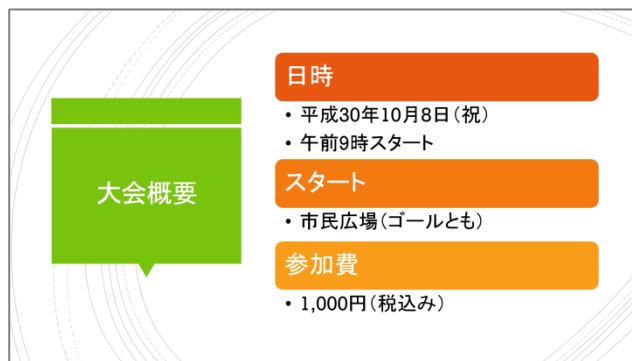 大会概要
日時
• 平成30年10月8日(祝)
• 午前9時スタート
スタート
• 市民広場(ゴールとも)
参加費
• 1,000円(税込み)